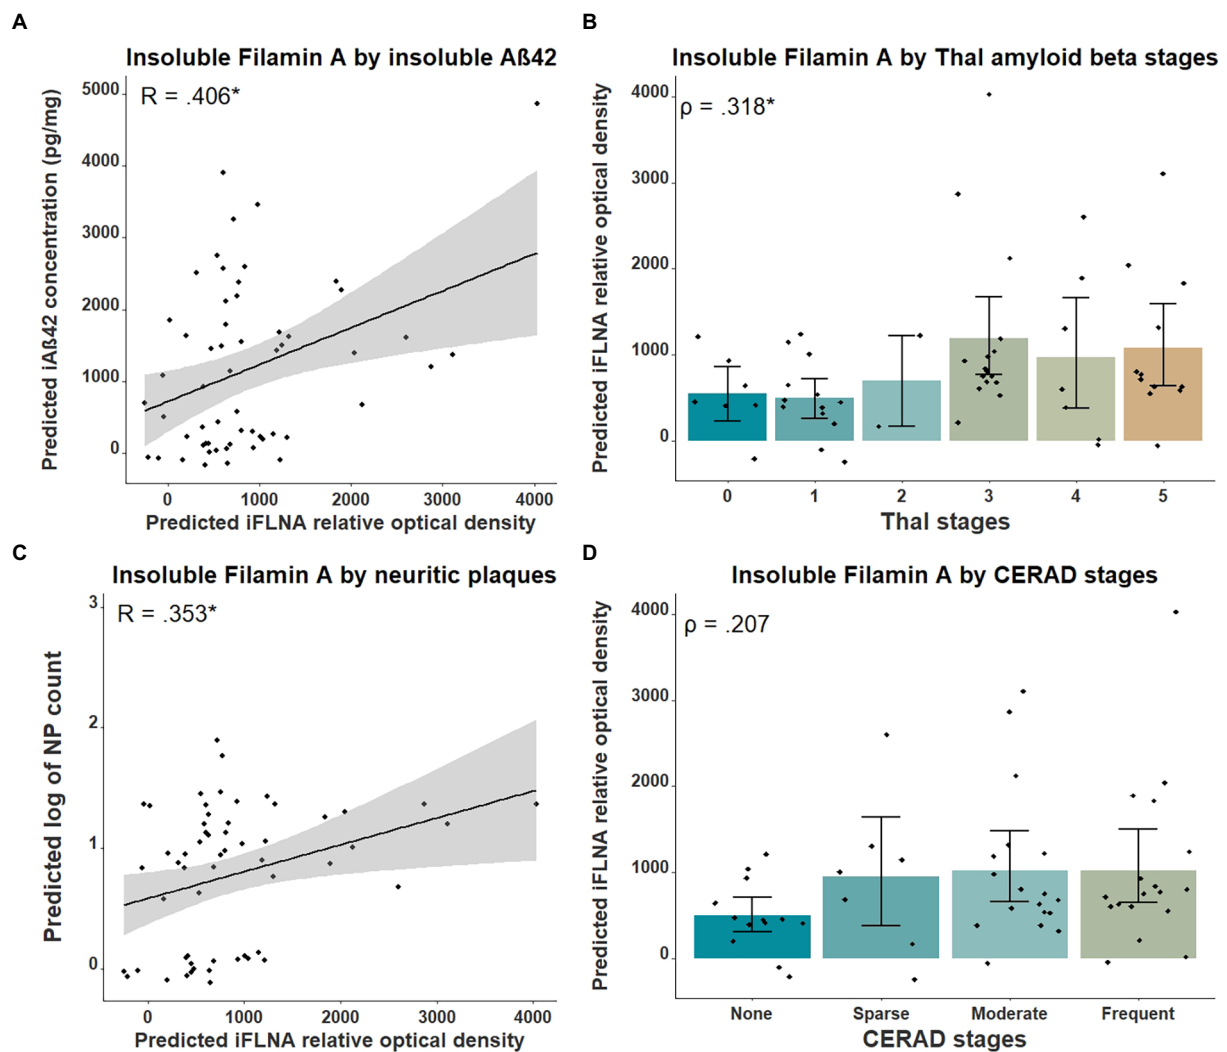 A
Insoluble Filamin A by insoluble Aß42
R = .406*
Predicted iAß42 concentration (pg/mg)
5000
4000
3000
2000
1000
0
0 1000 2000 3000 4000
Predicted iFLNA relative optical density
B
Insoluble Filamin A by Thal amyloid beta stages
ρ = .318*
Predicted iFLNA relative optical density
4000
3000
2000
1000
0
0 1 2 3 4 5
Thal stages
C
Insoluble Filamin A by neuritic plaques
R = .353*
Predicted log of NP count
3
2
1
0
0 1000 2000 3000 4000
Predicted iFLNA relative optical density
D
Insoluble Filamin A by CERAD stages
ρ = .207
Predicted iFLNA relative optical density
4000
3000
2000
1000
0
None Sparse Moderate Frequent
CERAD stages